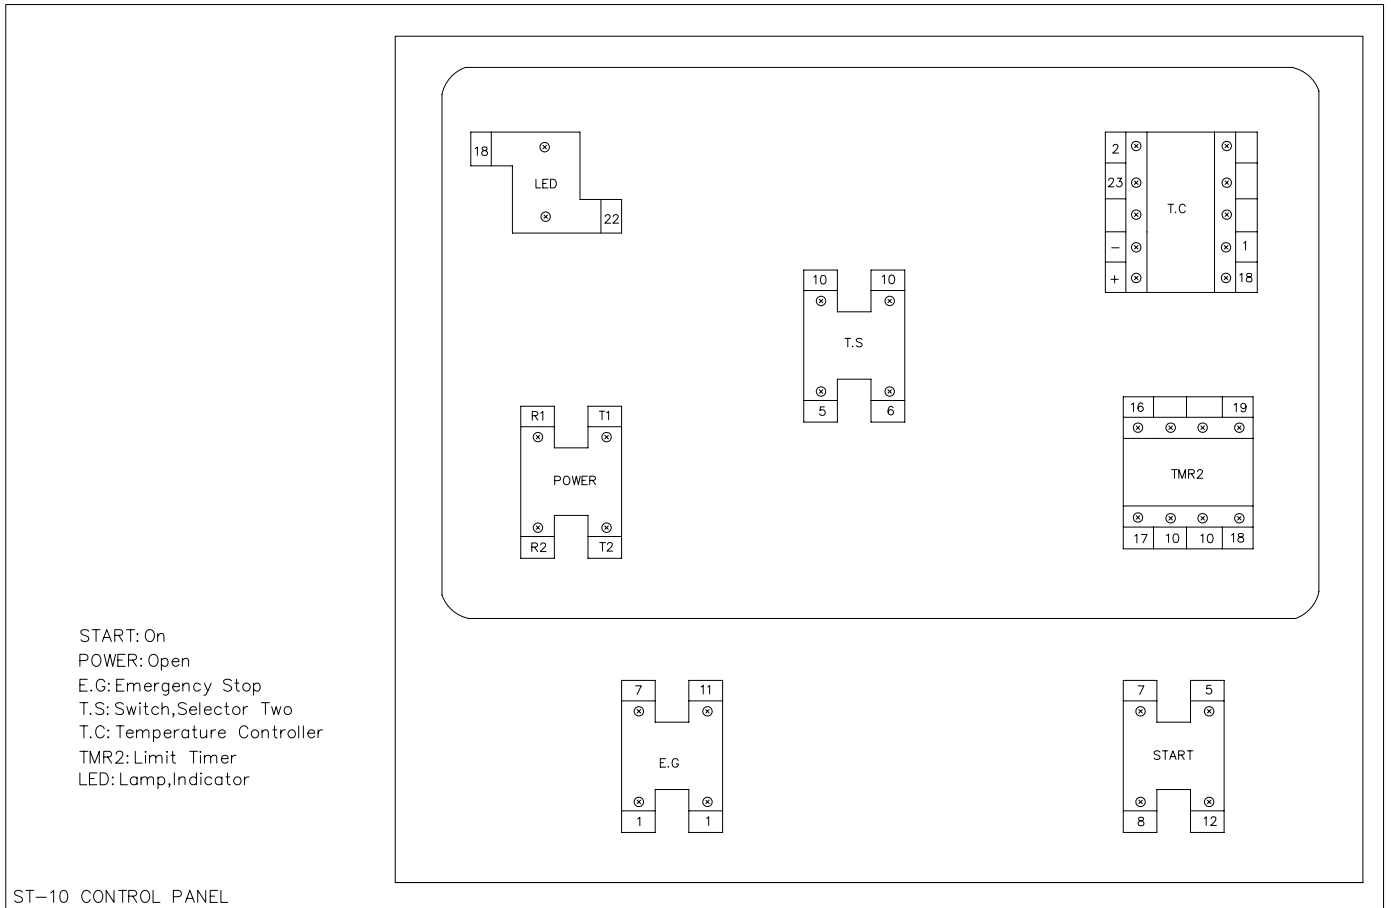 18
LED
22
2
23
T.C
-
1
+
18
10 10
T.S
5 6
R1 T1
POWER
R2 T2
16 19
TMR2
17 10 10 18
START: On
POWER: Open
E.G: Emergency Stop
T.S: Switch,Selector Two
T.C: Temperature Controller
TMR2: Limit Timer
LED: Lamp,Indicator
7 11
E.G
1 1
7 5
START
8 12
ST-10 CONTROL PANEL